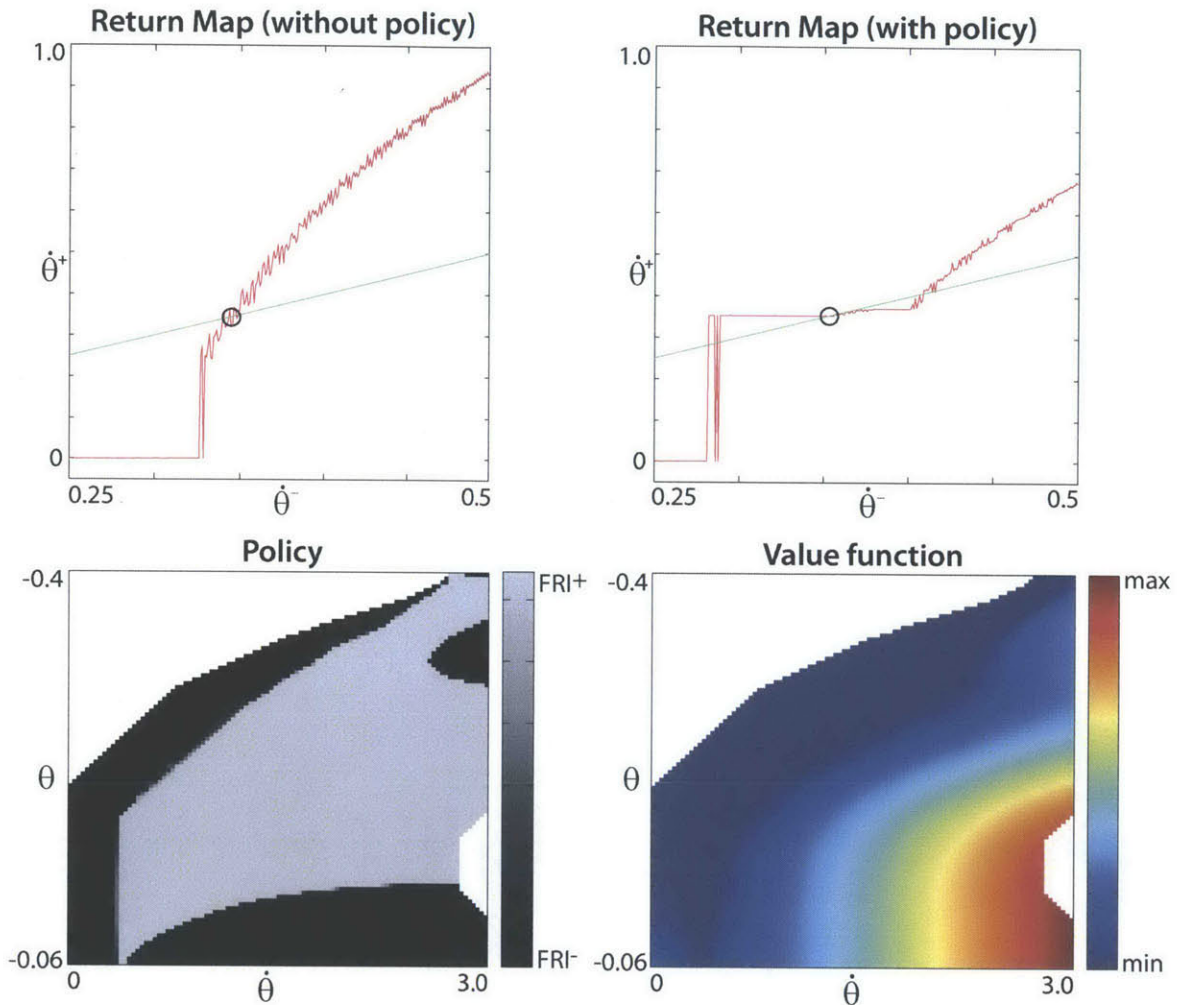 Return Map (without policy)
Return Map (with policy)
1.0
θ̇⁺
0
0.25
θ̇⁻
0.5
1.0
θ̇⁺
0
0.25
θ̇⁻
0.5
Policy
Value function
-0.4
θ
-0.06
0
θ̇
3.0
FRI⁺
FRI⁻
-0.4
θ
-0.06
0
θ̇
3.0
max
min